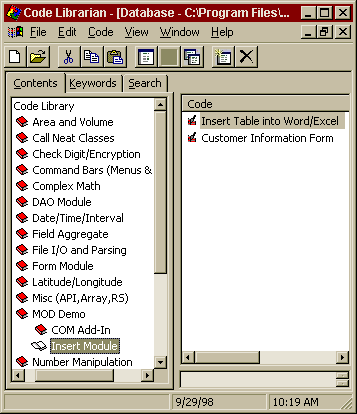 Code Librarian - [Database - C:\Program Files\...
File Edit Code View Window Help
Contents Keywords Search
Code Library
Area and Volume
Call Neat Classes
Check Digit/Encryption
Command Bars (Menus &
Complex Math
DAO Module
Date/Time/Interval
Field Aggregate
File I/O and Parsing
Form Module
Latitude/Longitude
Misc (API,Array,RS)
MOD Demo
COM Add-In
Insert Module
Number Manipulation
Code
Insert Table into Word/Excel
Customer Information Form
9/29/98 10:19 AM